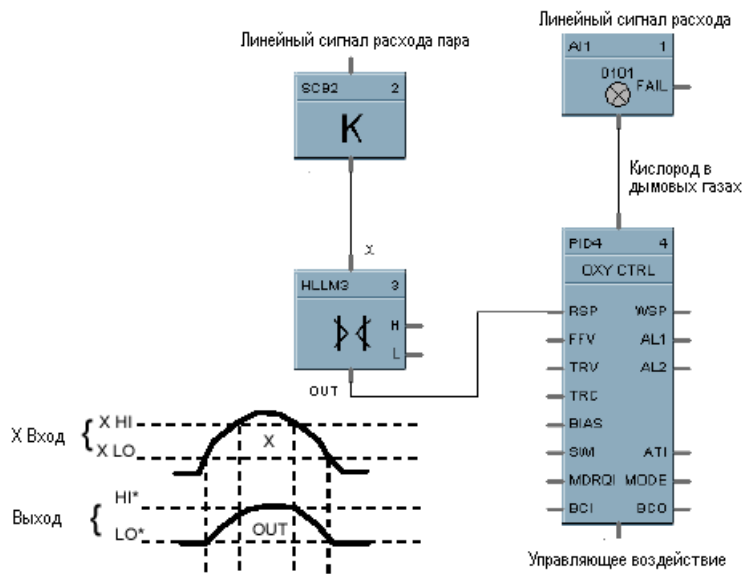 Линейный сигнал расхода
Линейный сигнал расхода пара
AI1 1
0101
FAIL
SCB2 2
K
Кислород в
дымовых газах
X
PID4 4
OXY CTRL
HLLM3 3
H
L
OUT
RSP WSP
FFV AL1
TRV AL2
TRC
BIAS
SWI ATI
MDRQI MODE
BCI BCO
X Вход { X HI
X LO
X
Выход { HI*
LO*
OUT
Управляющее воздействие